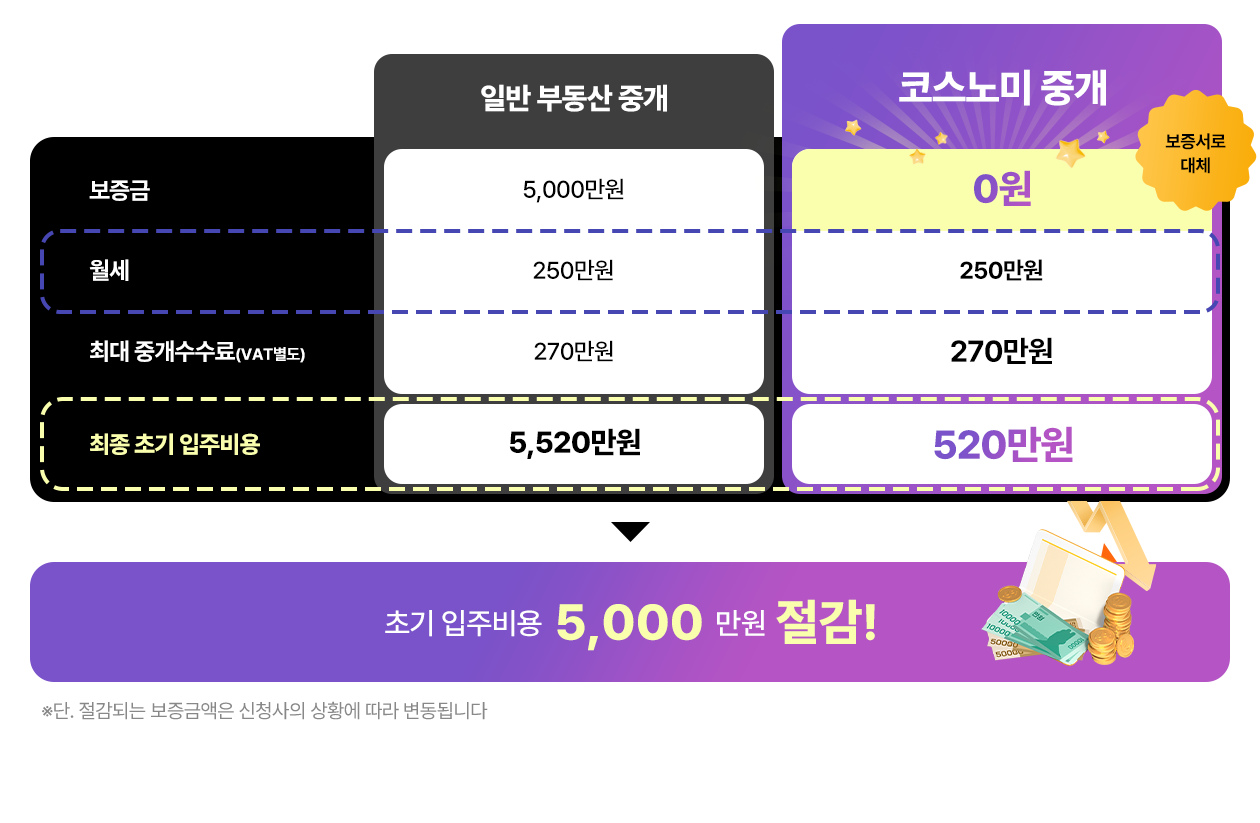 일반 부동산 중개
코스노미 중개
보증서로
대체
보증금
5,000만원
0원
월세
250만원
250만원
최대 중개수수료(VAT별도)
270만원
270만원
최종 초기 입주비용
5,520만원
520만원
초기 입주비용 5,000 만원 절감!
10000
10000
50000
50000
※단. 절감되는 보증금액은 신청사의 상황에 따라 변동됩니다